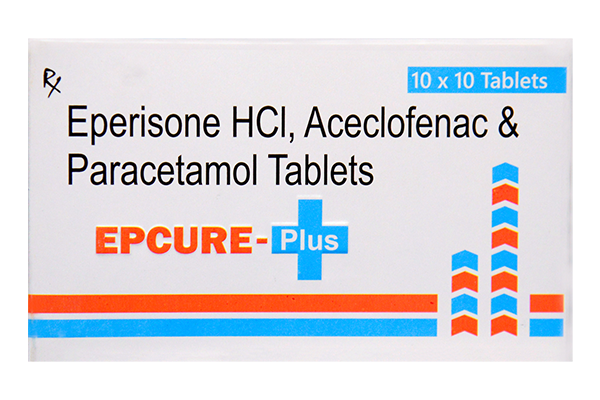 Rx
10 x 10 Tablets
Eperisone HCl, Aceclofenac &
Paracetamol Tablets
EPCURE-Plus